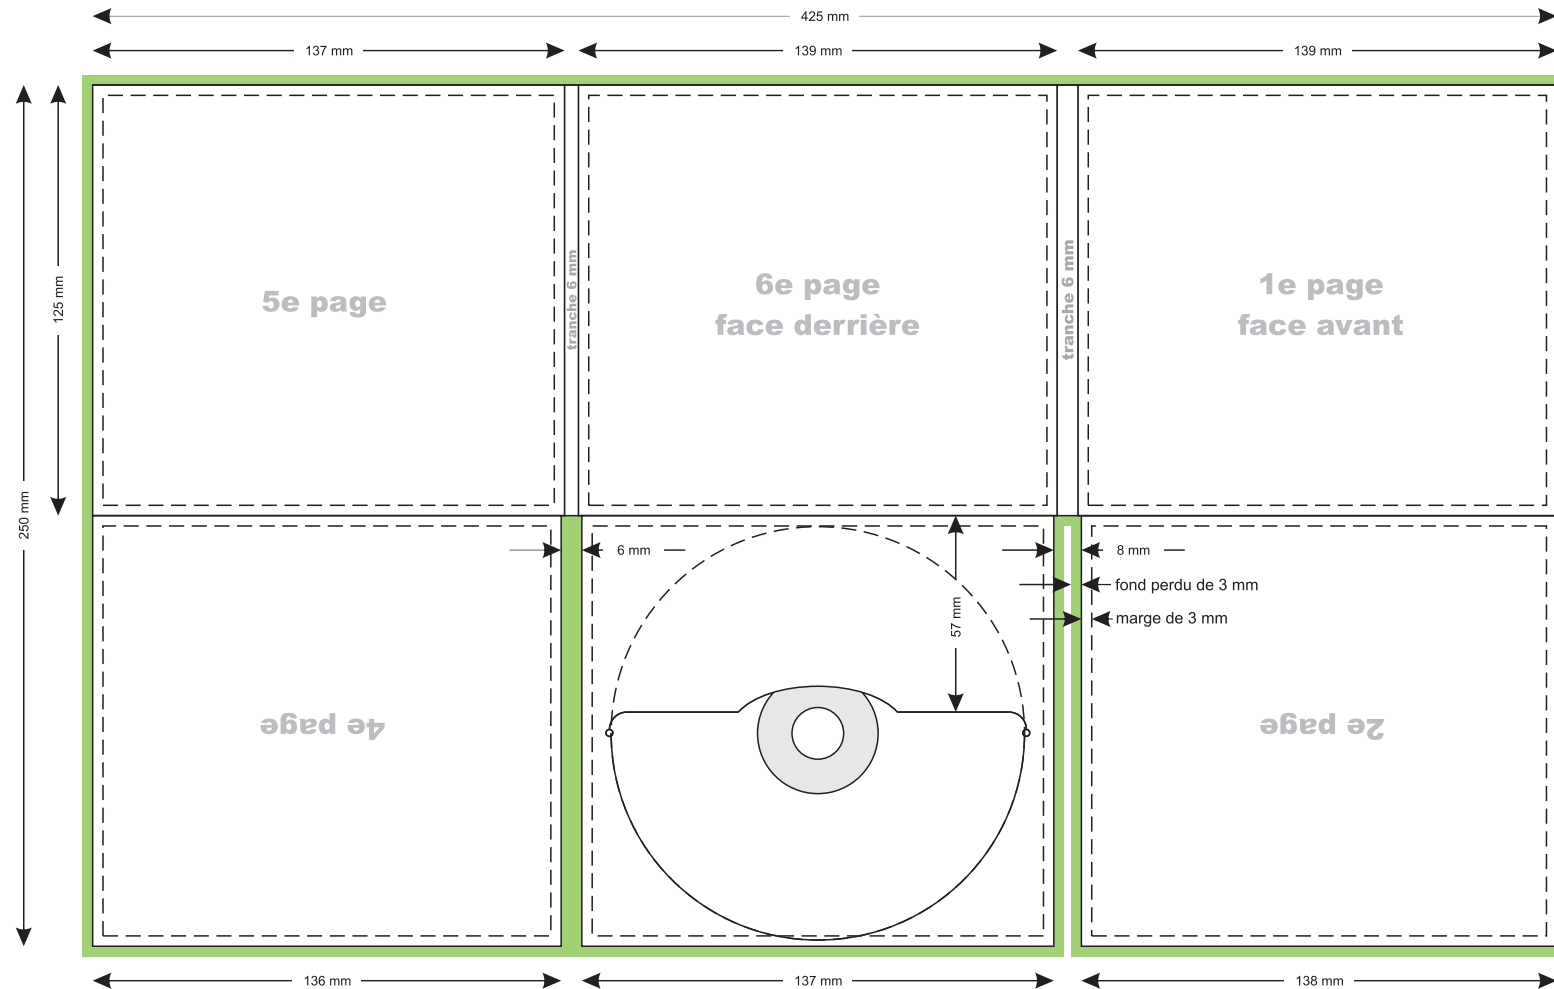 425 mm
137 mm
139 mm
139 mm
250 mm
125 mm
5e page
tranche 6 mm
6e page
face derrière
tranche 6 mm
1e page
face avant
6 mm
8 mm
fond perdu de 3 mm
marge de 3 mm
57 mm
4e page
2e page
136 mm
137 mm
138 mm